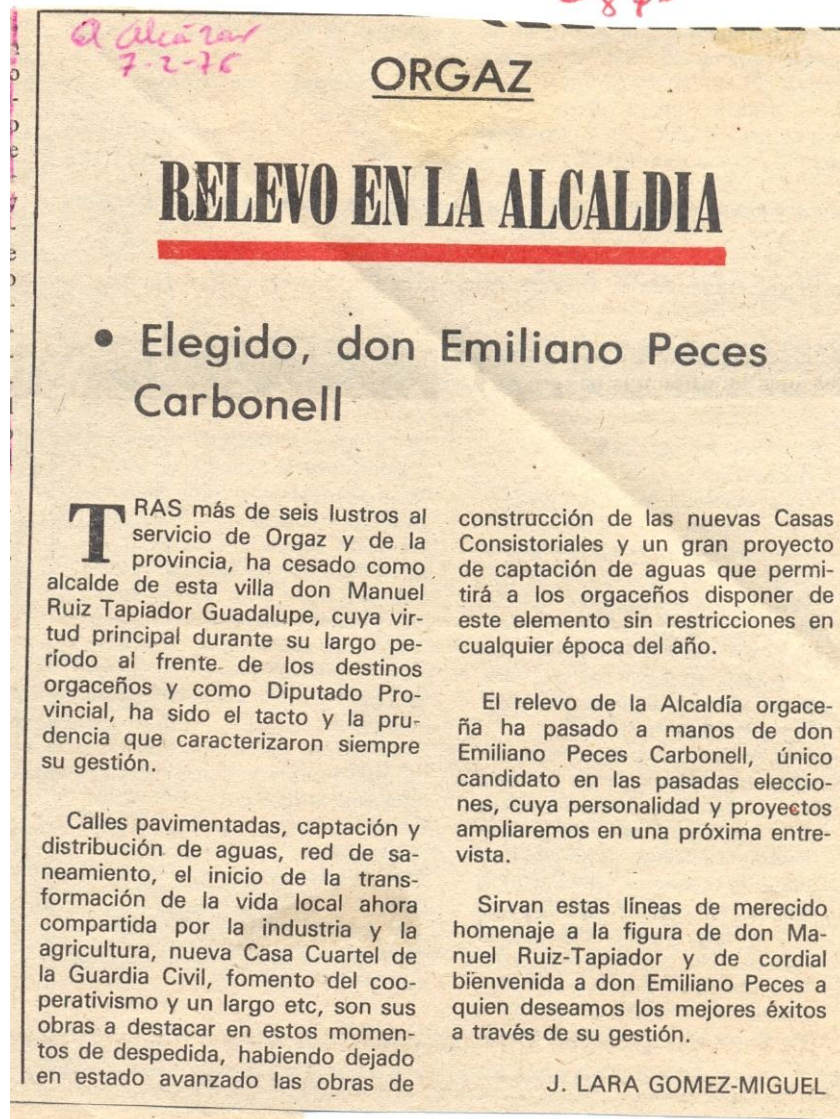 El Alcázar
7-2-76
ORGAZ
RELEVO EN LA ALCALDIA
• Elegido, don Emiliano Peces
Carbonell
TRAS más de seis lustros al
servicio de Orgaz y de la
provincia, ha cesado como
alcalde de esta villa don Manuel
Ruiz Tapiador Guadalupe, cuya vir-
tud principal durante su largo pe-
ríodo al frente de los destinos
orgaceños y como Diputado Pro-
vincial, ha sido el tacto y la pru-
dencia que caracterizaron siempre
su gestión.
Calles pavimentadas, captación y
distribución de aguas, red de sa-
neamiento, el inicio de la trans-
formación de la vida local ahora
compartida por la industria y la
agricultura, nueva Casa Cuartel de
la Guardia Civil, fomento del coo-
perativismo y un largo etc, son sus
obras a destacar en estos momen-
tos de despedida, habiendo dejado
en estado avanzado las obras de
construcción de las nuevas Casas
Consistoriales y un gran proyecto
de captación de aguas que permi-
tirá a los orgaceños disponer de
este elemento sin restricciones en
cualquier época del año.
El relevo de la Alcaldía orgace-
ña ha pasado a manos de don
Emiliano Peces Carbonell, único
candidato en las pasadas eleccio-
nes, cuya personalidad y proyectos
ampliaremos en una próxima entre-
vista.
Sirvan estas líneas de merecido
homenaje a la figura de don Ma-
nuel Ruiz-Tapiador y de cordial
bienvenida a don Emiliano Peces a
quien deseamos los mejores éxitos
a través de su gestión.
J. LARA GOMEZ-MIGUEL